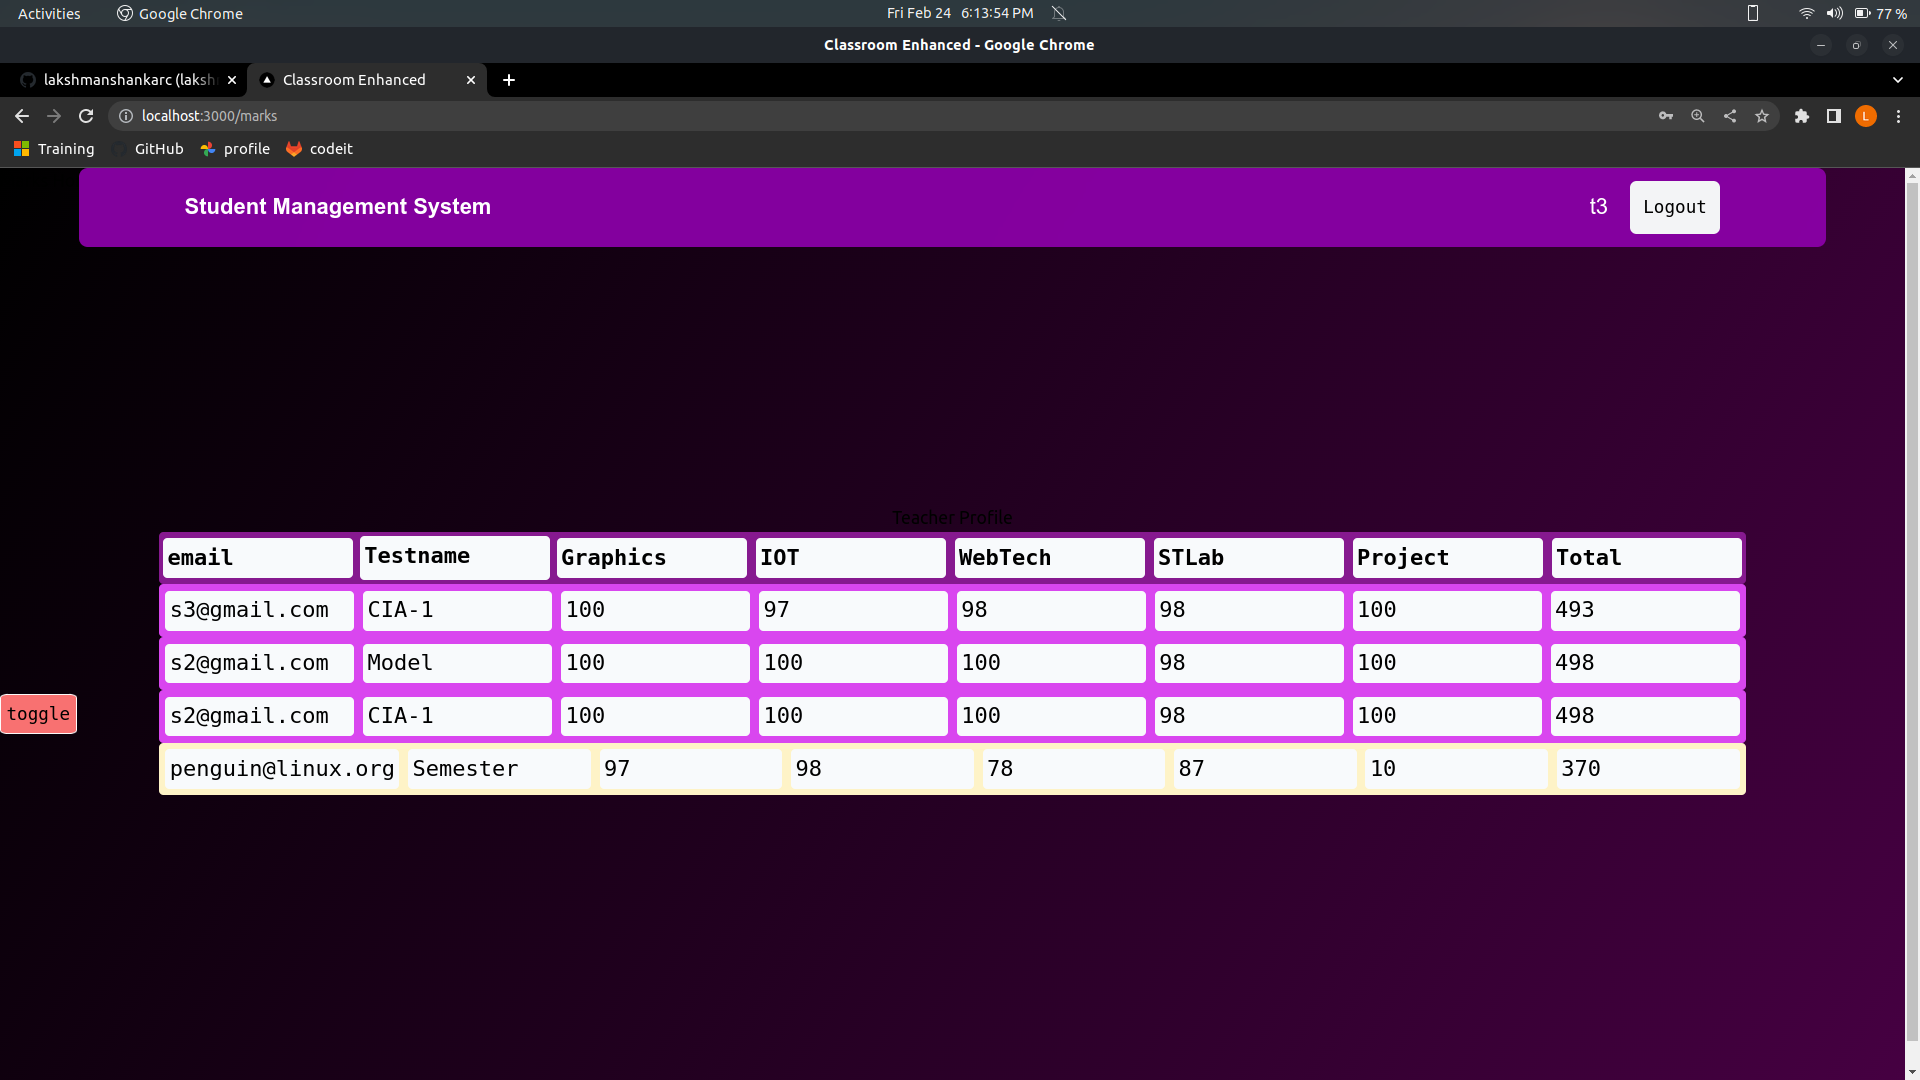 Activities Google Chrome Fri Feb 24 6:13:54 PM 77 %
Classroom Enhanced - Google Chrome
lakshmanshankarc (laksh Classroom Enhanced
localhost:3000/marks L
Training GitHub profile codeit
Student Management System t3 Logout
Teacher Profile
email Testname Graphics IOT WebTech STLab Project Total
s3@gmail.com CIA-1 100 97 98 98 100 493
s2@gmail.com Model 100 100 100 98 100 498
toggle
s2@gmail.com CIA-1 100 100 100 98 100 498
penguin@linux.org Semester 97 98 78 87 10 370